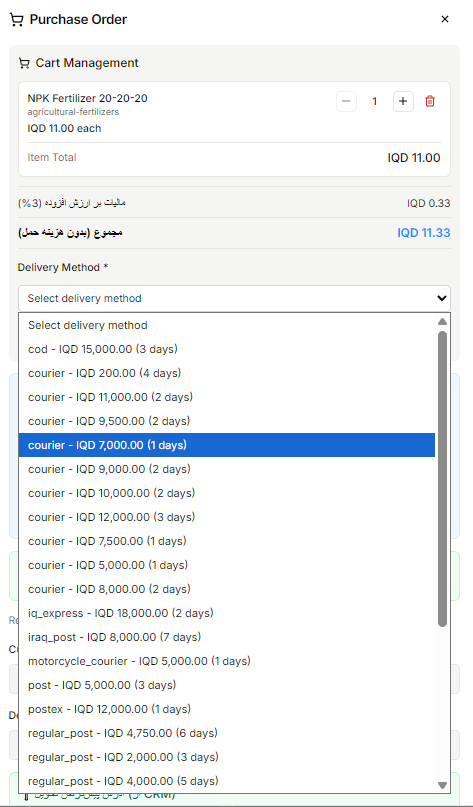 Purchase Order
Cart Management
NPK Fertilizer 20-20-20
agricultural-fertilizers
IQD 11.00 each
1
Item Total
IQD 11.00
مالیات بر ارزش افزوده (3%)
IQD 0.33
مجموع (بدون هزینه حمل)
IQD 11.33
Delivery Method *
Select delivery method
Select delivery method
cod - IQD 15,000.00 (3 days)
courier - IQD 200.00 (4 days)
courier - IQD 11,000.00 (2 days)
courier - IQD 9,500.00 (2 days)
courier - IQD 7,000.00 (1 days)
courier - IQD 9,000.00 (2 days)
courier - IQD 10,000.00 (2 days)
courier - IQD 12,000.00 (3 days)
courier - IQD 7,500.00 (1 days)
courier - IQD 5,000.00 (1 days)
courier - IQD 8,000.00 (2 days)
iq_express - IQD 18,000.00 (2 days)
iraq_post - IQD 8,000.00 (7 days)
motorcycle_courier - IQD 5,000.00 (1 days)
post - IQD 5,000.00 (3 days)
postex - IQD 12,000.00 (1 days)
regular_post - IQD 4,750.00 (6 days)
regular_post - IQD 2,000.00 (3 days)
regular_post - IQD 4,000.00 (5 days)